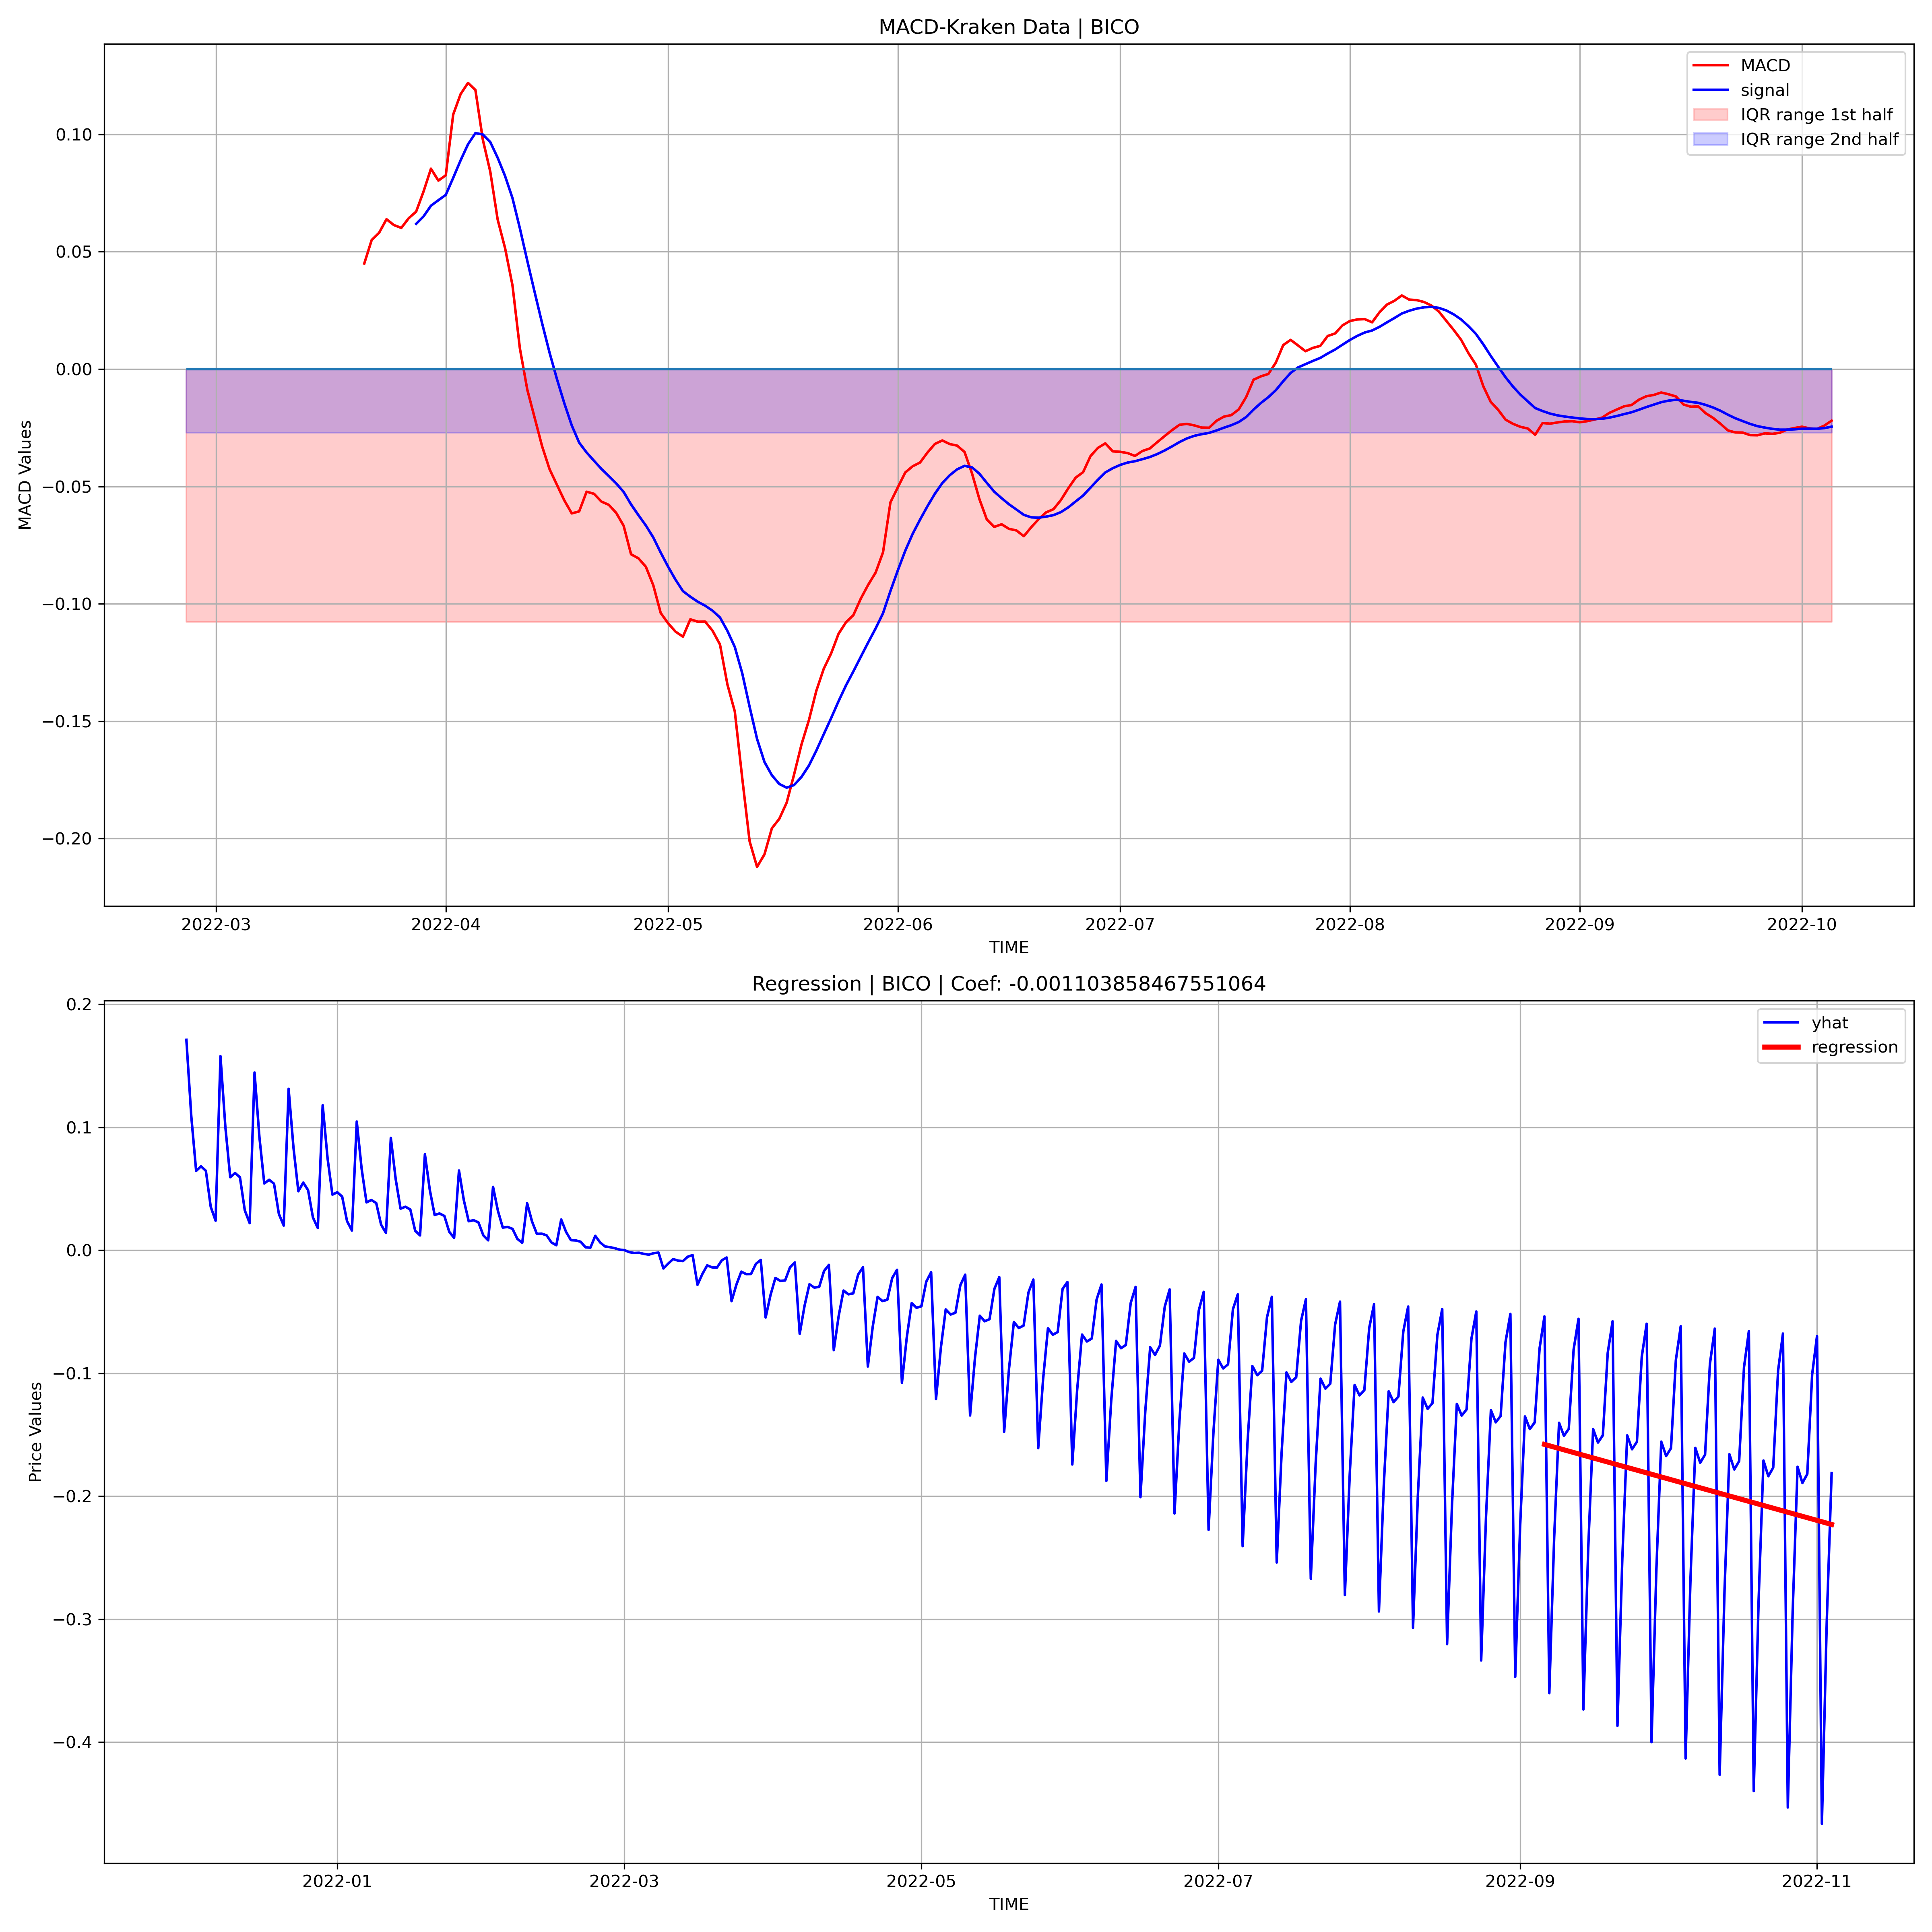 MACD-Kraken Data | BICO
MACD
signal
IQR range 1st half
IQR range 2nd half
0.10
0.05
0.00
−0.05
−0.10
−0.15
−0.20
MACD Values
2022-03 2022-04 2022-05 2022-06 2022-07 2022-08 2022-09 2022-10
TIME
Regression | BICO | Coef: -0.001103858467551064
yhat
regression
0.2
0.1
0.0
−0.1
−0.2
−0.3
−0.4
Price Values
2022-01 2022-03 2022-05 2022-07 2022-09 2022-11
TIME